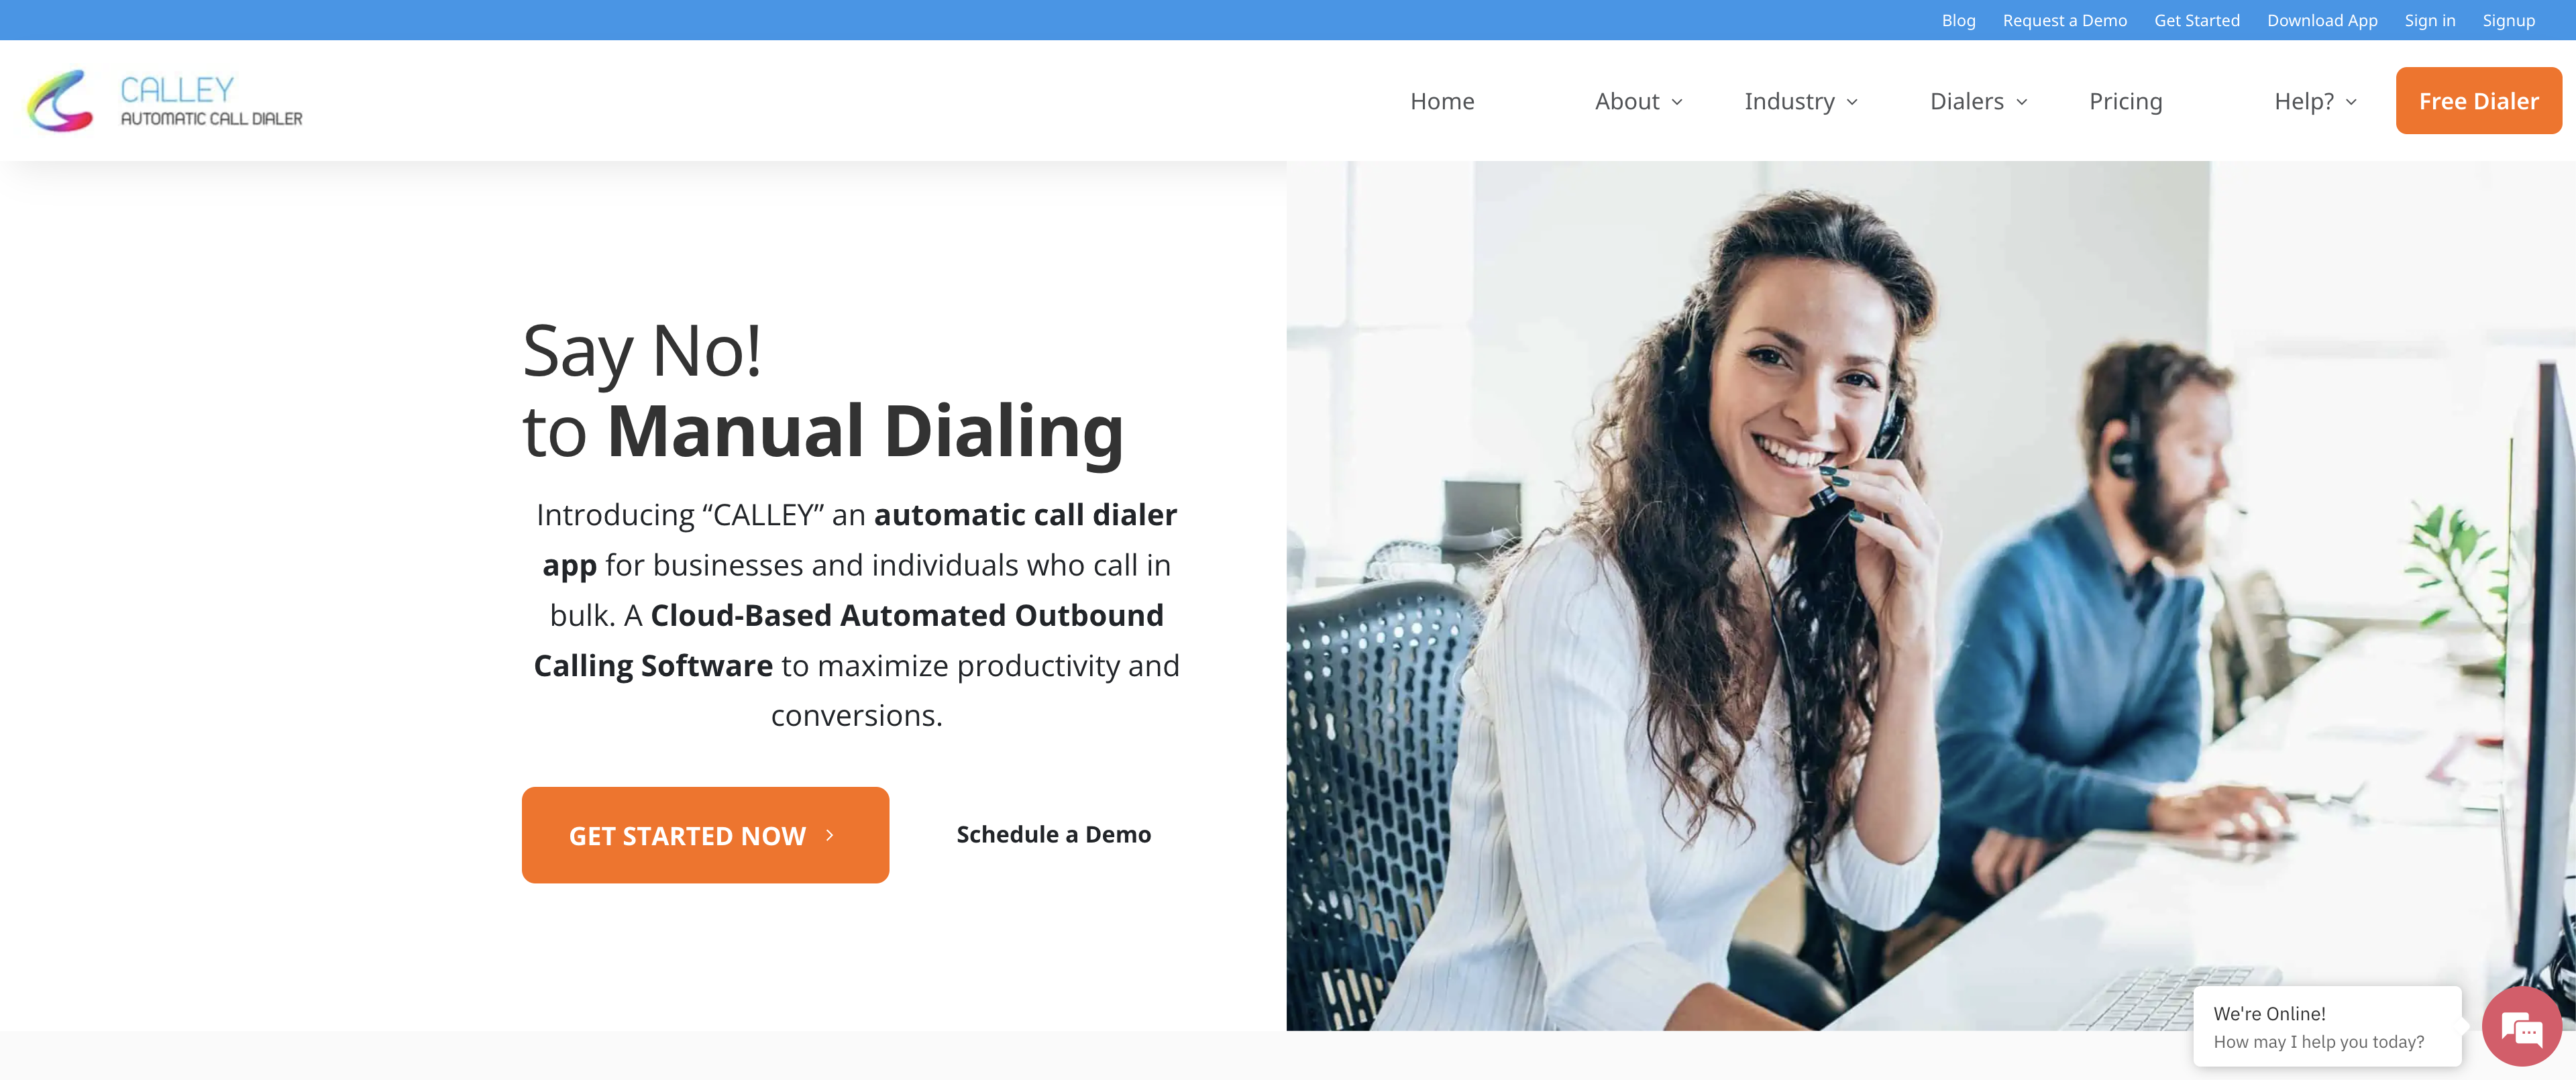 Blog Request a Demo Get Started Download App Sign in Signup
CALLEY
AUTOMATIC CALL DIALER
Home About Industry Dialers Pricing Help? Free Dialer
Say No!
to Manual Dialing
Introducing “CALLEY” an automatic call dialer
app for businesses and individuals who call in
bulk. A Cloud-Based Automated Outbound
Calling Software to maximize productivity and
conversions.
GET STARTED NOW
Schedule a Demo
We're Online!
How may I help you today?